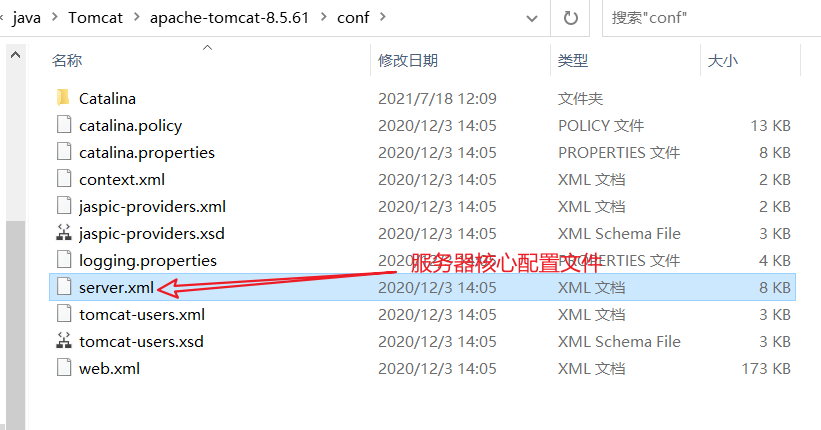 java > Tomcat > apache-tomcat-8.5.61 > conf > 搜索"conf"
名称 修改日期 类型 大小
Catalina 2021/7/18 12:09 文件夹
catalina.policy 2020/12/3 14:05 POLICY 文件 13 KB
catalina.properties 2020/12/3 14:05 PROPERTIES 文件 8 KB
context.xml 2020/12/3 14:05 XML 文档 2 KB
jaspic-providers.xml 2020/12/3 14:05 XML 文档 2 KB
jaspic-providers.xsd 2020/12/3 14:05 XML Schema File 3 KB
logging.properties 2020/12/3 14:05 PROPERTIES 文件 4 KB
服务器核心配置文件
server.xml 2020/12/3 14:05 XML 文档 8 KB
tomcat-users.xml 2020/12/3 14:05 XML 文档 3 KB
tomcat-users.xsd 2020/12/3 14:05 XML Schema File 3 KB
web.xml 2020/12/3 14:05 XML 文档 173 KB